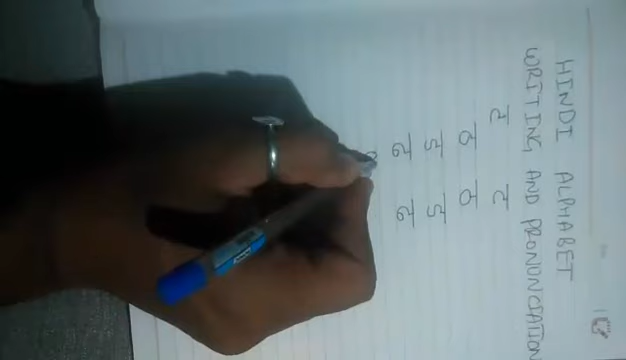 HINDI ALPHABET
WRITING AND PRONUNCIATION
ट ट
ठ ठ
ड ड
ढ ढ